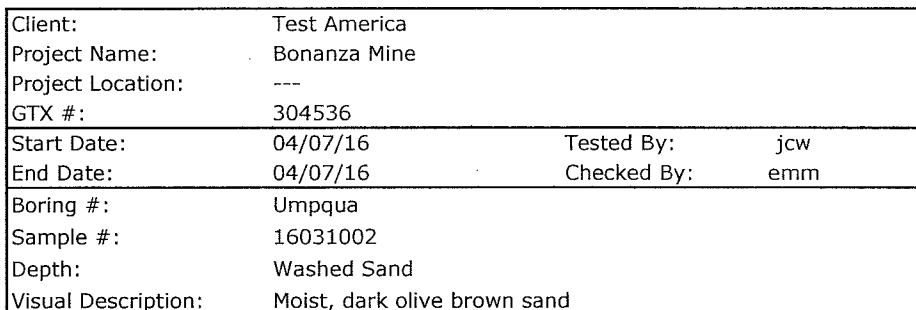 Client: Test America
Project Name: Bonanza Mine
Project Location: ---
GTX #: 304536
Start Date: 04/07/16 Tested By: jcw
End Date: 04/07/16 Checked By: emm
Boring #: Umpqua
Sample #: 16031002
Depth: Washed Sand
Visual Description: Moist, dark olive brown sand